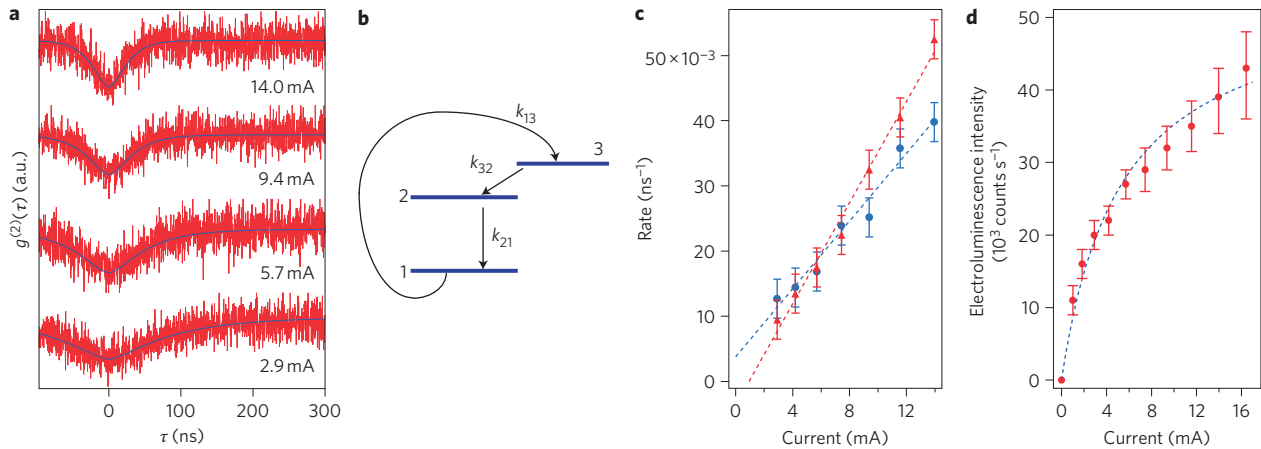 a
g(2)(τ) (a.u.)
14.0 mA
9.4 mA
5.7 mA
2.9 mA
0 100 200 300
τ (ns)
b
k13
3
k32
2
k21
1
c
Rate (ns−1)
50 × 10−3
40
30
20
10
0
0 4 8 12
Current (mA)
d
Electroluminescence intensity
(10³ counts s−1)
50
40
30
20
10
0
0 4 8 12 16
Current (mA)